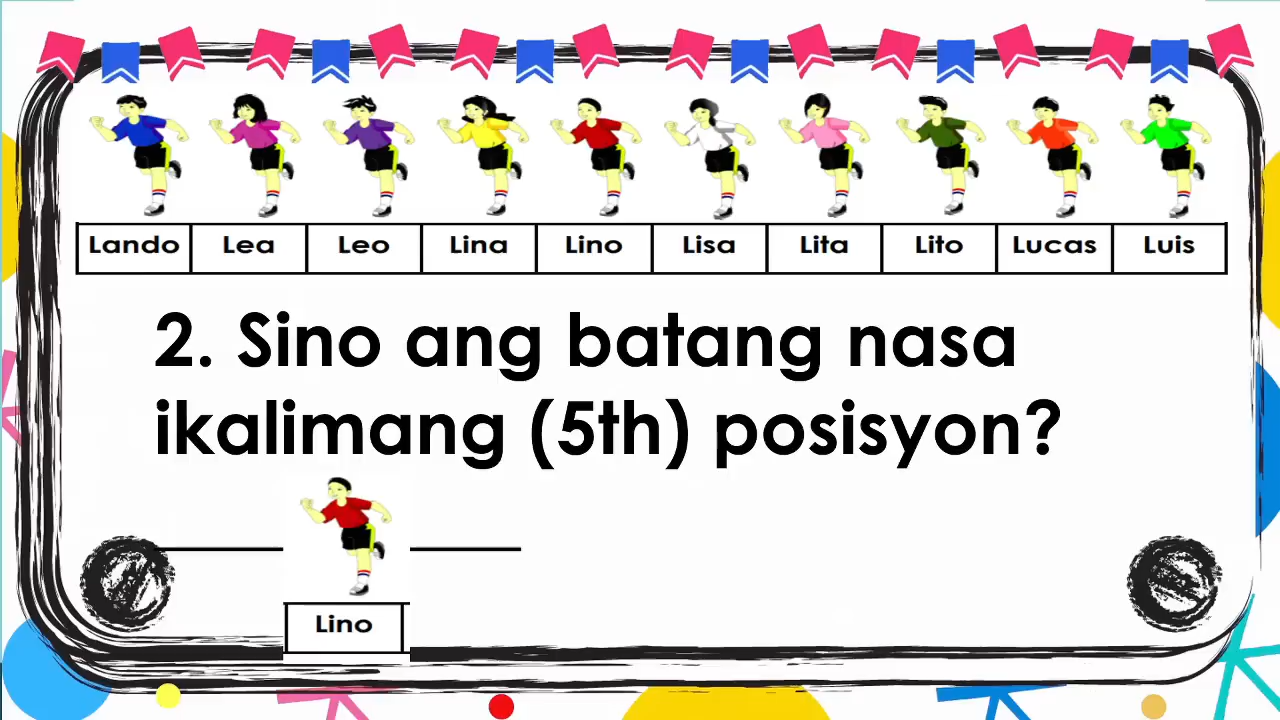 Lando Lea Leo Lina Lino Lisa Lita Lito Lucas Luis
2. Sino ang batang nasa
ikalimang (5th) posisyon?
Lino